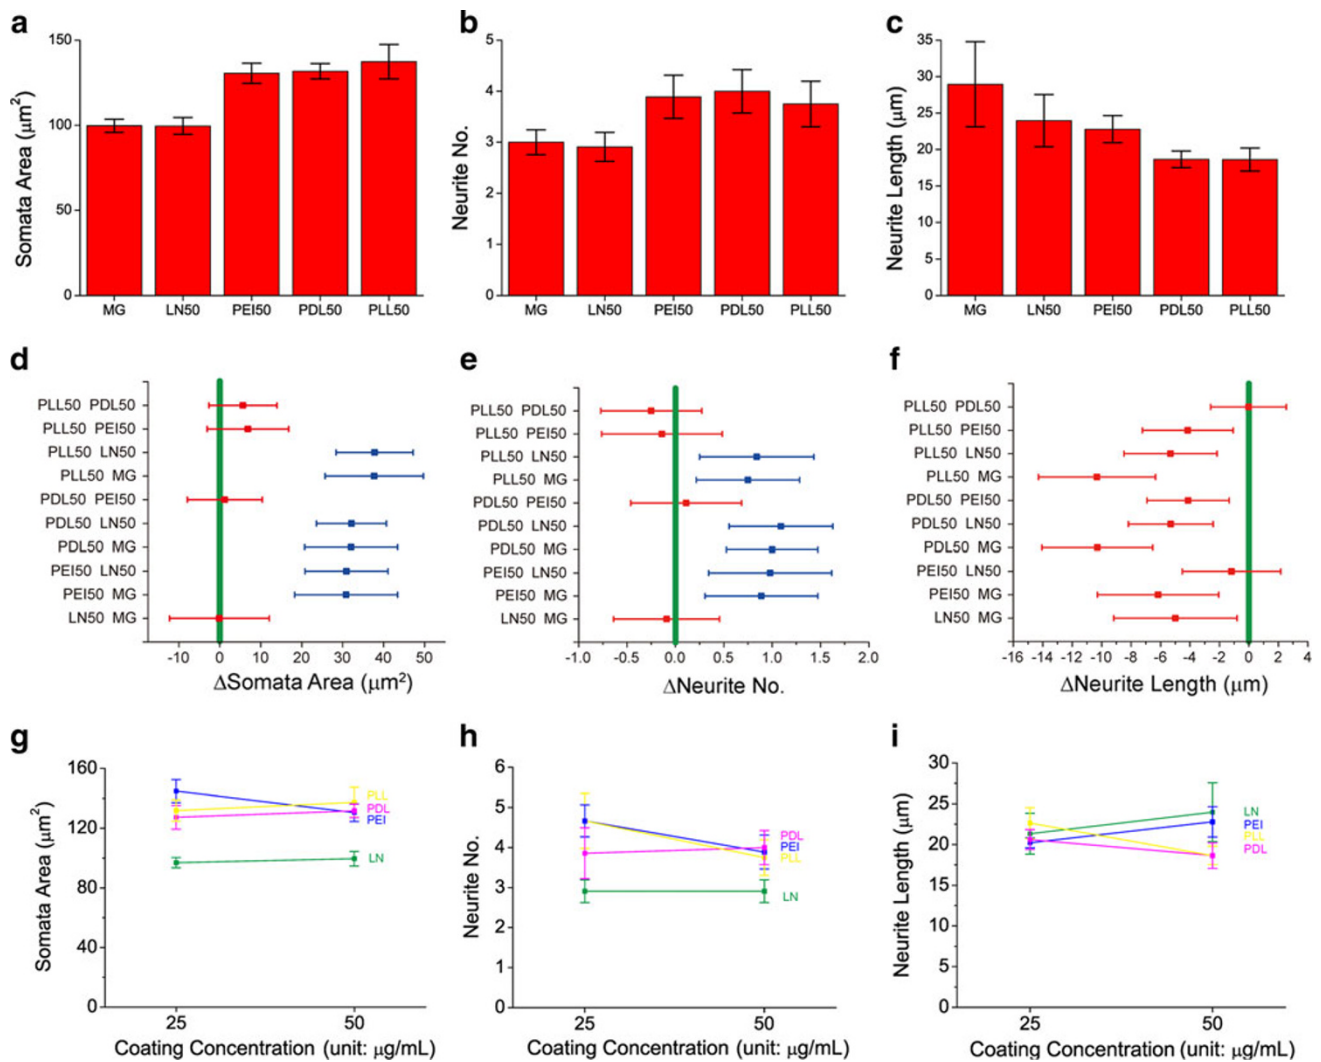 a
150
100
50
0
Somata Area (μm²)
MG LN50 PEI50 PDL50 PLL50
b
5
4
3
2
1
0
Neurite No.
MG LN50 PEI50 PDL50 PLL50
c
35
30
25
20
15
10
5
0
Neurite Length (μm)
MG LN50 PEI50 PDL50 PLL50
d
PLL50 PDL50
PLL50 PEI50
PLL50 LN50
PLL50 MG
PDL50 PEI50
PDL50 LN50
PDL50 MG
PEI50 LN50
PEI50 MG
LN50 MG
-10 0 10 20 30 40 50
ΔSomata Area (μm²)
e
PLL50 PDL50
PLL50 PEI50
PLL50 LN50
PLL50 MG
PDL50 PEI50
PDL50 LN50
PDL50 MG
PEI50 LN50
PEI50 MG
LN50 MG
-1.0 -0.5 0.0 0.5 1.0 1.5 2.0
ΔNeurite No.
f
PLL50 PDL50
PLL50 PEI50
PLL50 LN50
PLL50 MG
PDL50 PEI50
PDL50 LN50
PDL50 MG
PEI50 LN50
PEI50 MG
LN50 MG
-16 -14 -12 -10 -8 -6 -4 -2 0 2 4
ΔNeurite Length (μm)
g
160
120
80
40
0
Somata Area (μm²)
PLL
PDL
PEI
LN
25 50
Coating Concentration (unit: μg/mL)
h
6
5
4
3
2
1
0
Neurite No.
PDL
PEI
PLL
LN
25 50
Coating Concentration (unit: μg/mL)
i
30
25
20
15
10
5
0
Neurite Length (μm)
LN
PEI
PLL
PDL
25 50
Coating Concentration (unit: μg/mL)